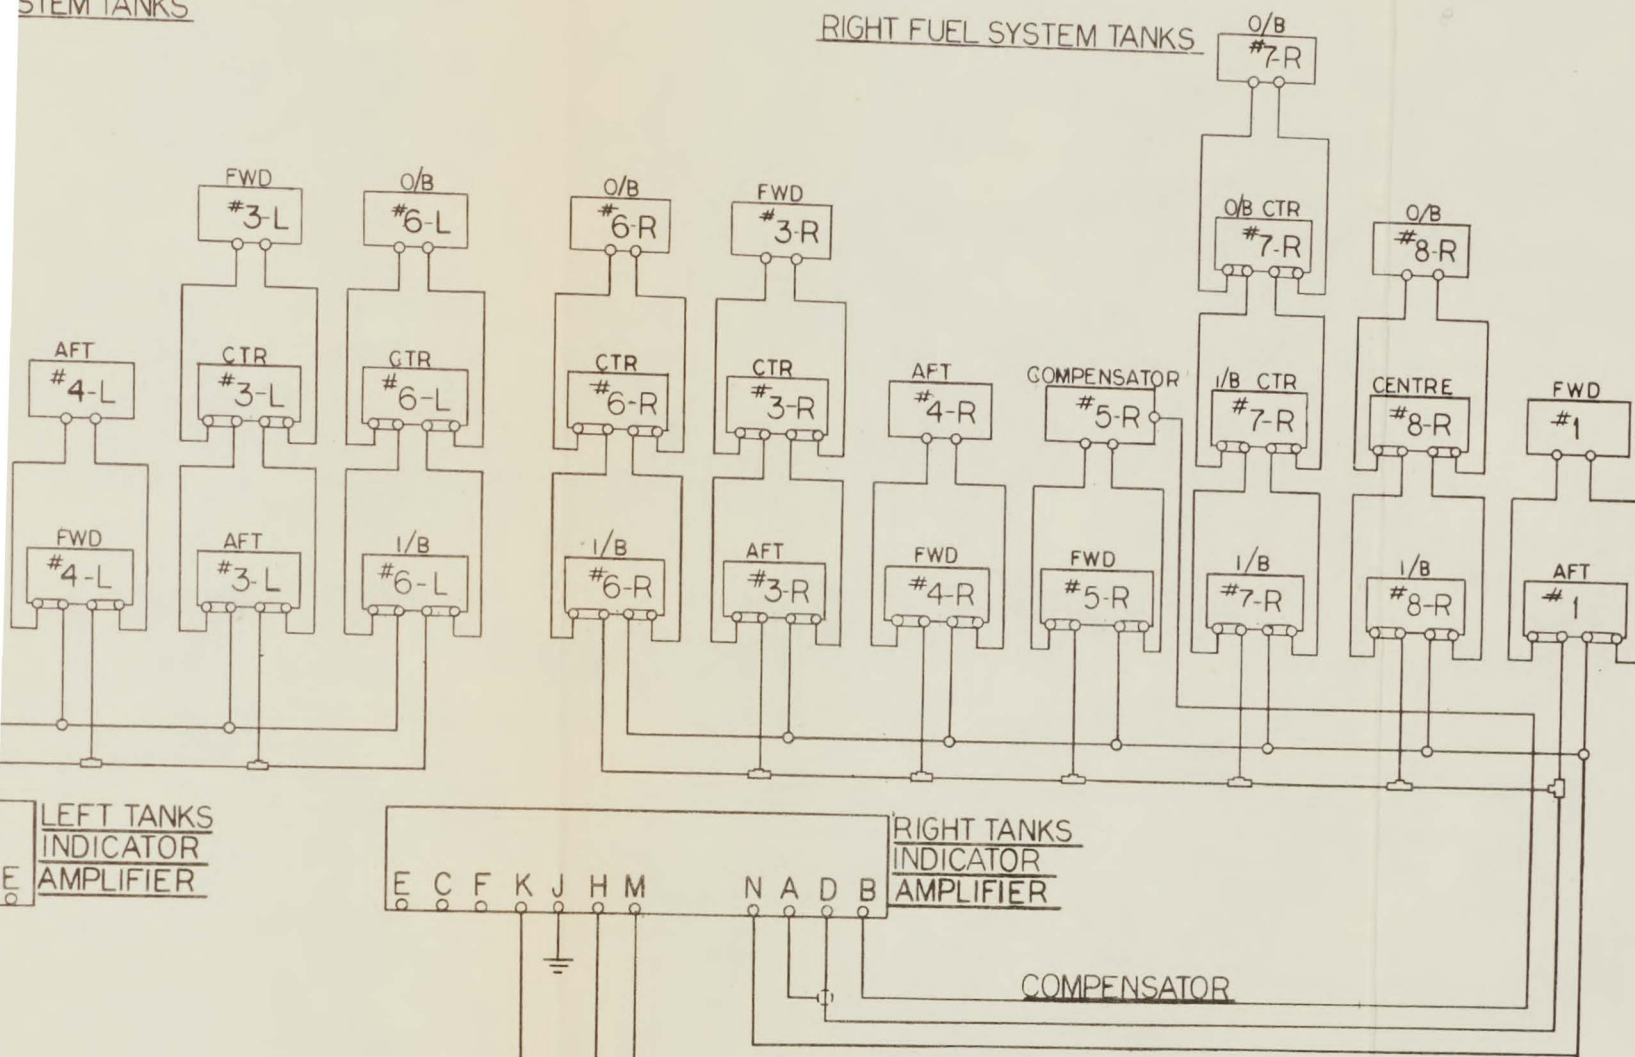 STEM TANKS
RIGHT FUEL SYSTEM TANKS
O/B
#7-R
FWD
#3-L
O/B
#6-L
O/B
#6-R
FWD
#3-R
O/B CTR
#7-R
O/B
#8-R
AFT
#4-L
CTR
#3-L
CTR
#6-L
CTR
#6-R
CTR
#3-R
AFT
#4-R
COMPENSATOR
#5-R
I/B CTR
#7-R
CENTRE
#8-R
FWD
#1
FWD
#4-L
AFT
#3-L
I/B
#6-L
I/B
#6-R
AFT
#3-R
FWD
#4-R
FWD
#5-R
I/B
#7-R
I/B
#8-R
AFT
#1
LEFT TANKS
INDICATOR
AMPLIFIER
E
RIGHT TANKS
INDICATOR
AMPLIFIER
E C F K J H M N A D B
COMPENSATOR